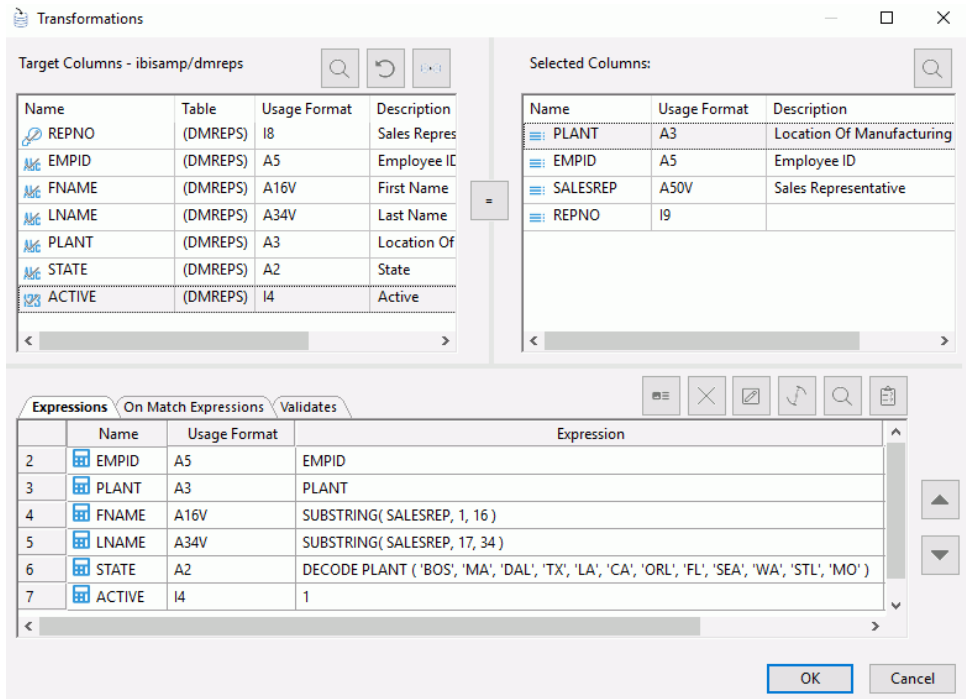 Transformations
Target Columns - ibisamp/dmreps
Name Table Usage Format Description
REPNO (DMREPS) I8 Sales Repres
EMPID (DMREPS) A5 Employee ID
FNAME (DMREPS) A16V First Name
LNAME (DMREPS) A34V Last Name
PLANT (DMREPS) A3 Location Of
STATE (DMREPS) A2 State
ACTIVE (DMREPS) I4 Active
=
Selected Columns:
Name Usage Format Description
PLANT A3 Location Of Manufacturing
EMPID A5 Employee ID
SALESREP A50V Sales Representative
REPNO I9
Expressions On Match Expressions Validates
Name Usage Format Expression
2 EMPID A5 EMPID
3 PLANT A3 PLANT
4 FNAME A16V SUBSTRING( SALESREP, 1, 16 )
5 LNAME A34V SUBSTRING( SALESREP, 17, 34 )
6 STATE A2 DECODE PLANT ( 'BOS', 'MA', 'DAL', 'TX', 'LA', 'CA', 'ORL', 'FL', 'SEA', 'WA', 'STL', 'MO' )
7 ACTIVE I4 1
OK Cancel